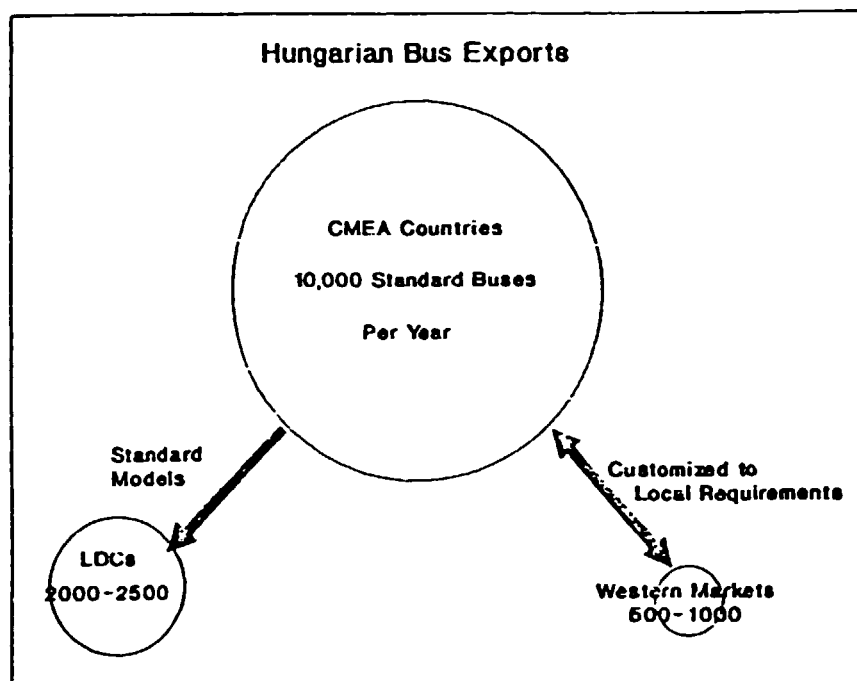 Hungarian Bus Exports
CMEA Countries
10,000 Standard Buses
Per Year
Standard
Models
Customized to
Local Requirements
LDCs
2000-2500
Western Markets
500-1000